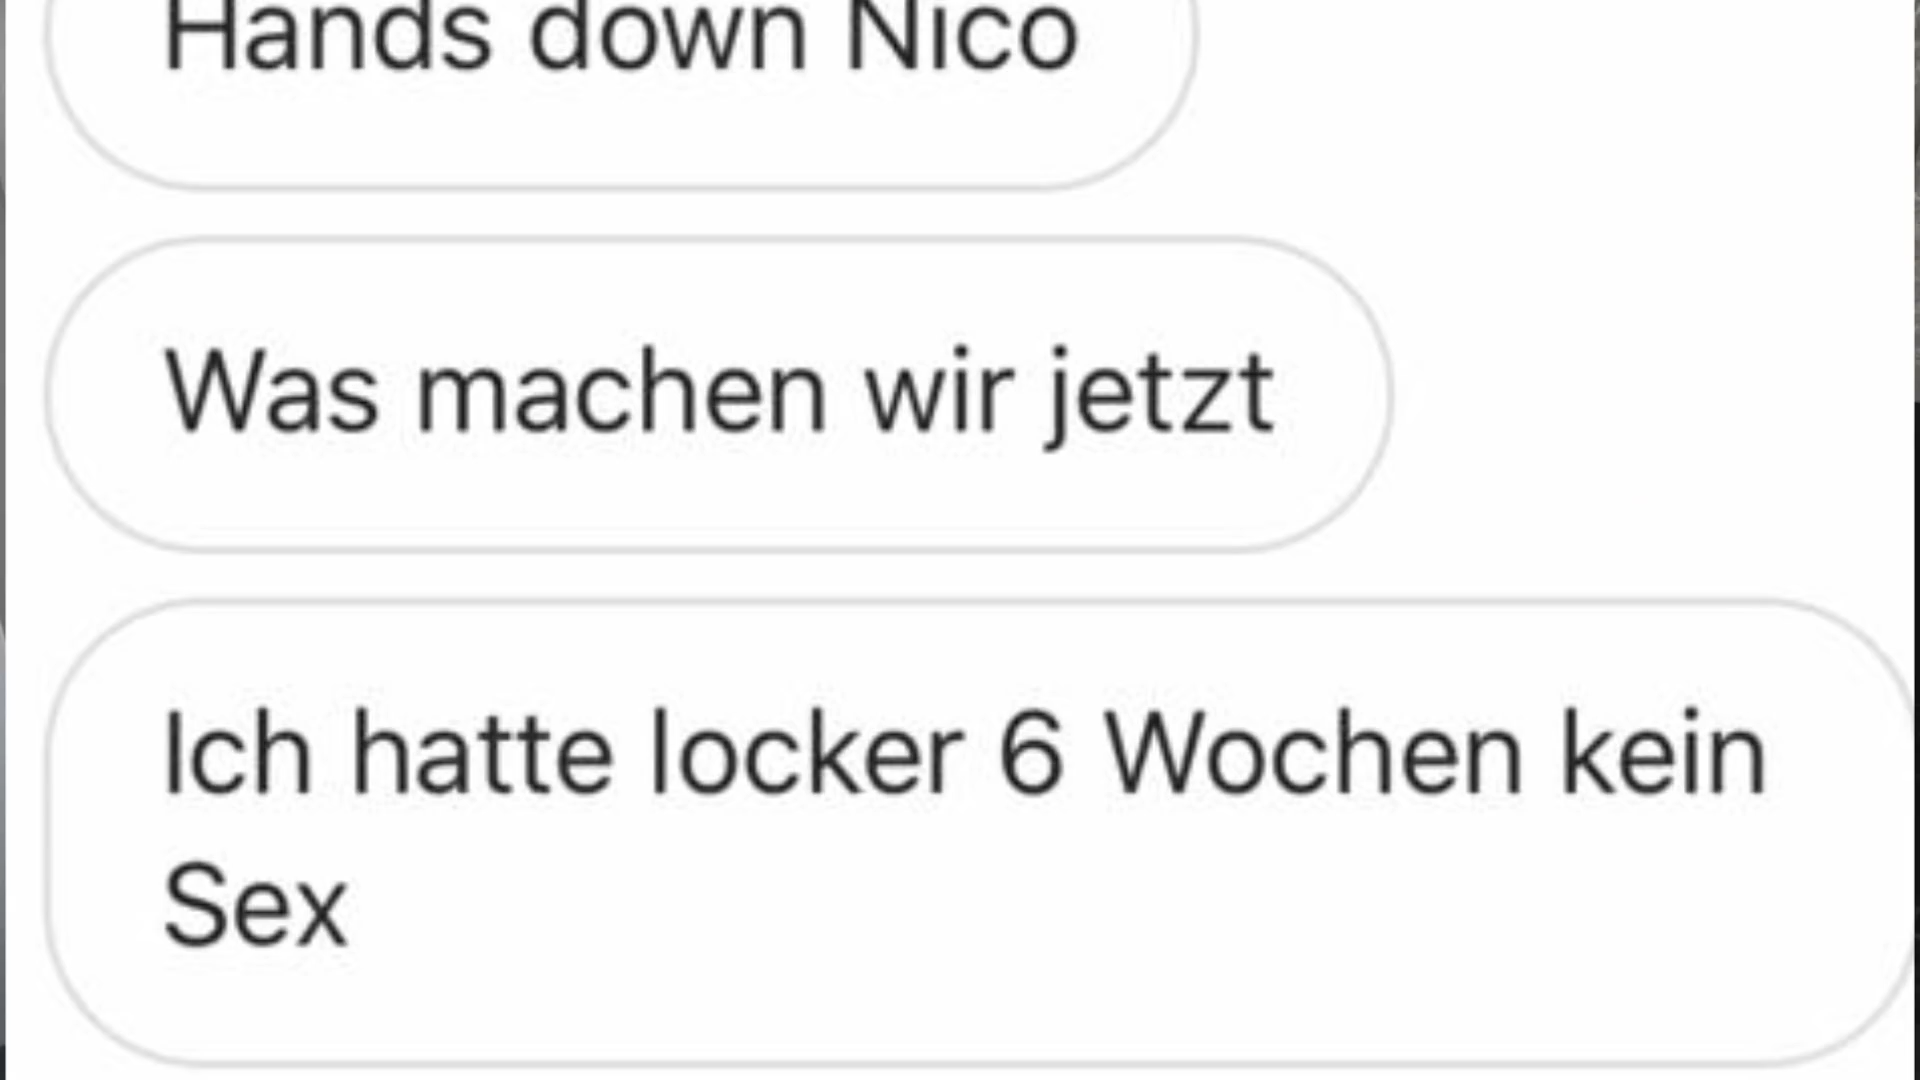 Hands down Nico
Was machen wir jetzt
Ich hatte locker 6 Wochen kein
Sex